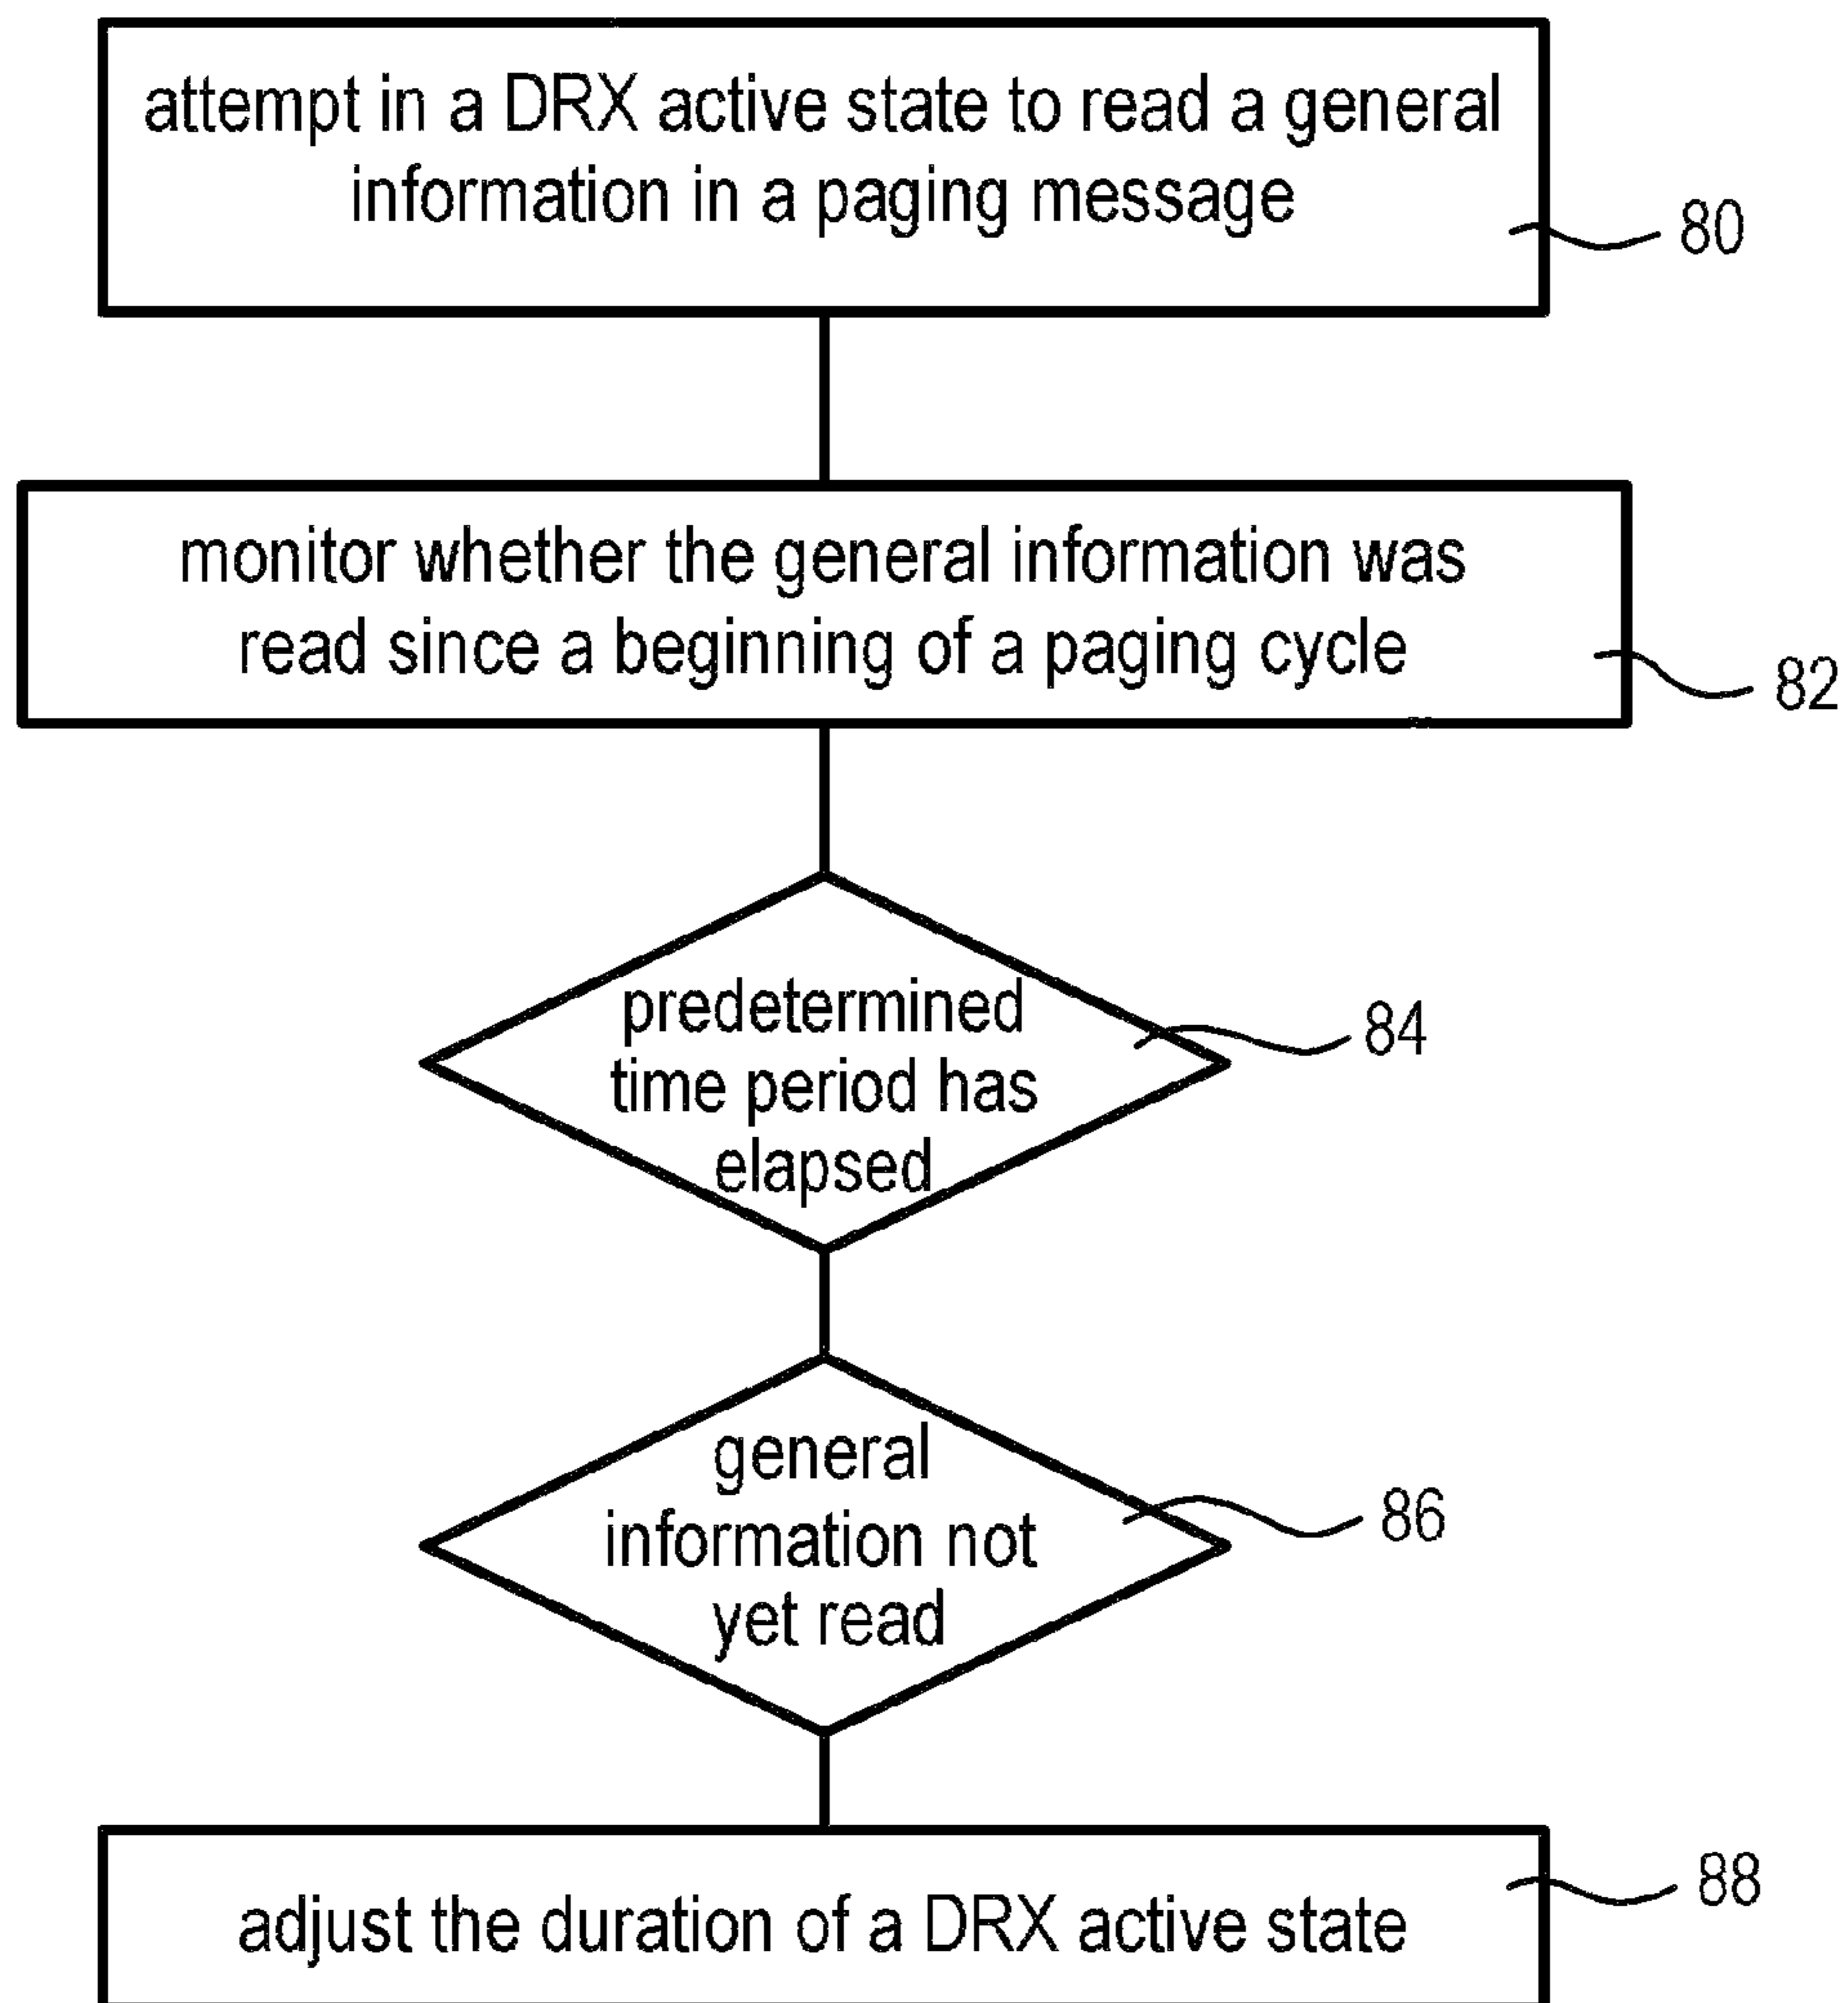 attempt in a DRX active state to read a general
information in a paging message
80
monitor whether the general information was
read since a beginning of a paging cycle
82
predetermined
time period has
elapsed
84
general
information not
yet read
86
adjust the duration of a DRX active state
88